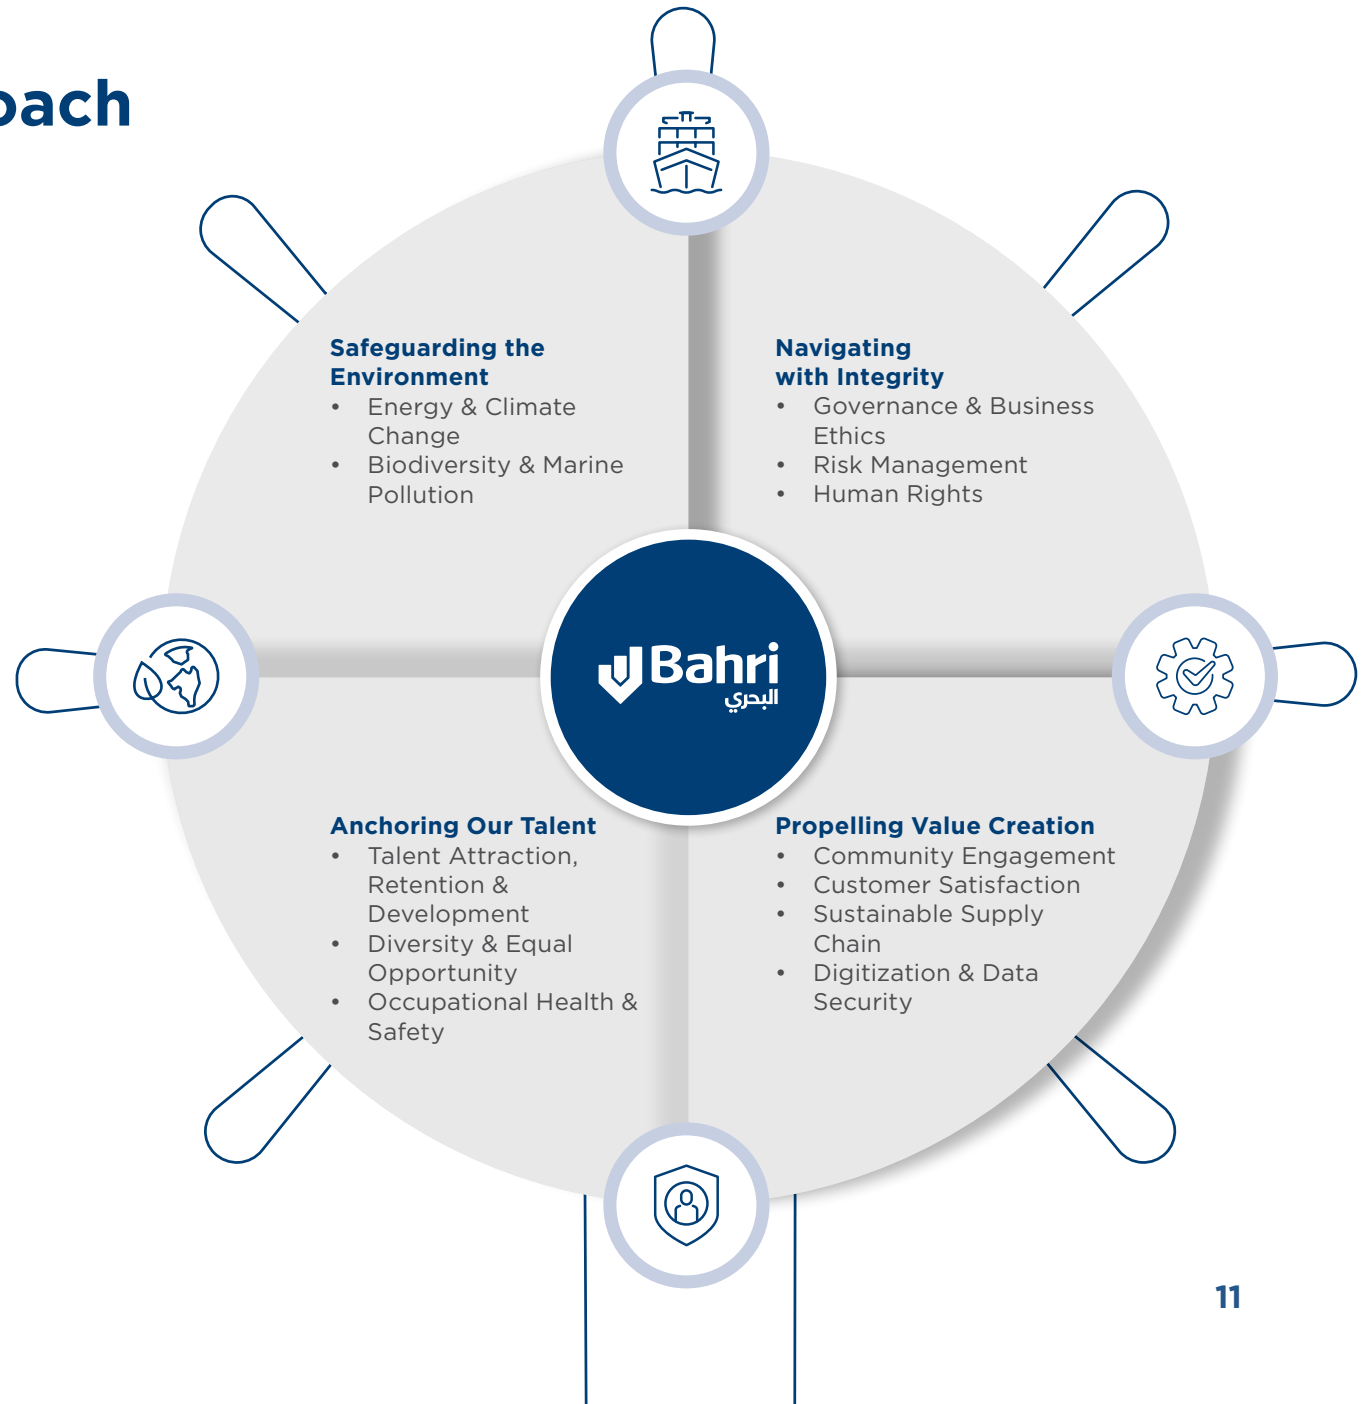 oach
Safeguarding the
Environment
• Energy & Climate
Change
• Biodiversity & Marine
Pollution
Navigating
with Integrity
• Governance & Business
Ethics
• Risk Management
• Human Rights
Bahri
البحري
Anchoring Our Talent
• Talent Attraction,
Retention &
Development
• Diversity & Equal
Opportunity
• Occupational Health &
Safety
Propelling Value Creation
• Community Engagement
• Customer Satisfaction
• Sustainable Supply
Chain
• Digitization & Data
Security
11